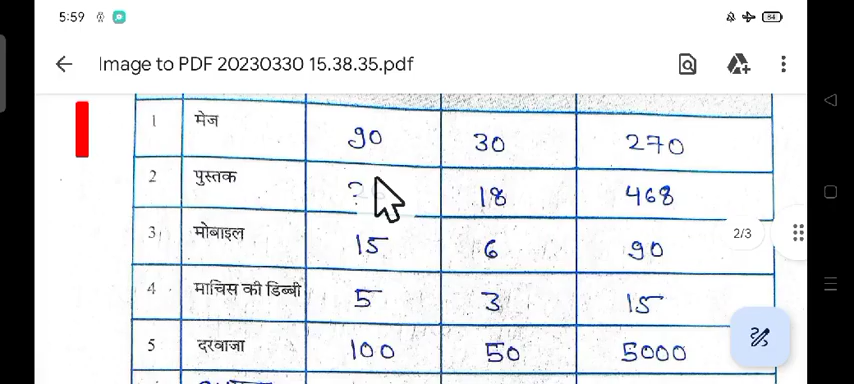 5:59
84
Image to PDF 20230330 15.38.35.pdf
1 मेज 90 30 270
2 पुस्तक ? 18 468
3 मोबाइल 15 6 90
2/3
4 माचिस की डिब्बी 5 3 15
5 दरवाजा 100 50 5000